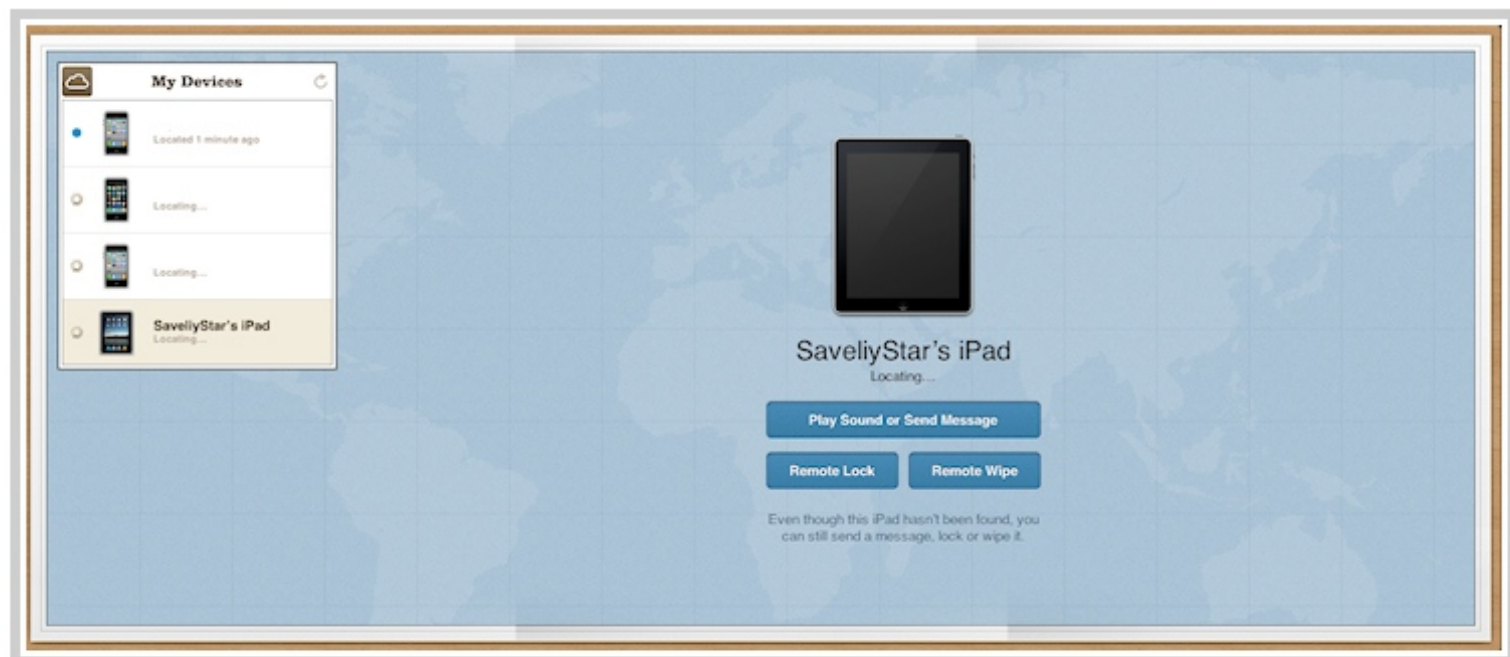 My Devices
Located 1 minute ago
Locating...
Locating...
SaveliyStar's iPad
Locating...
SaveliyStar's iPad
Locating...
Play Sound or Send Message
Remote Lock
Remote Wipe
Even though this iPad hasn't been found, you
can still send a message, lock or wipe it.